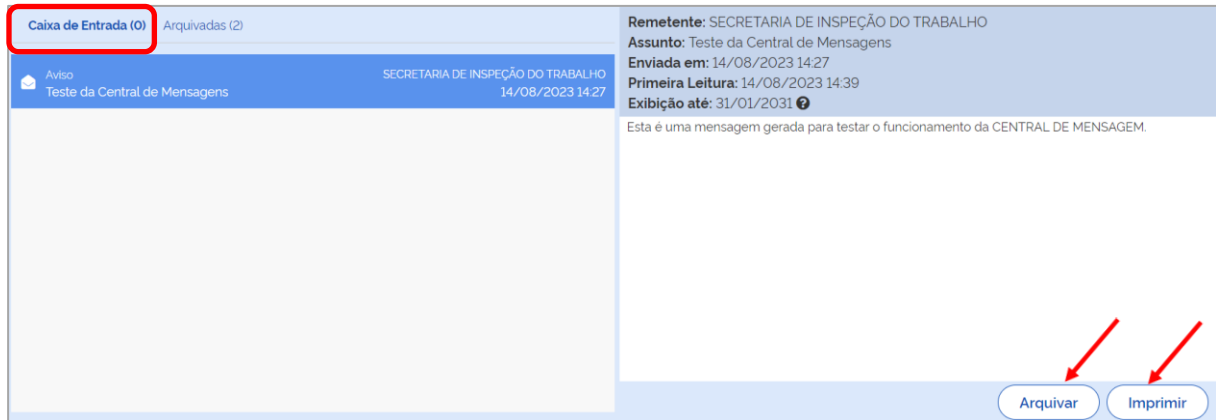 Caixa de Entrada (0) Arquivadas (2)
Aviso SECRETARIA DE INSPEÇÃO DO TRABALHO
Teste da Central de Mensagens 14/08/2023 14:27
Remetente: SECRETARIA DE INSPEÇÃO DO TRABALHO
Assunto: Teste da Central de Mensagens
Enviada em: 14/08/2023 14:27
Primeira Leitura: 14/08/2023 14:39
Exibição até: 31/01/2031 ?
Esta é uma mensagem gerada para testar o funcionamento da CENTRAL DE MENSAGEM.
Arquivar Imprimir